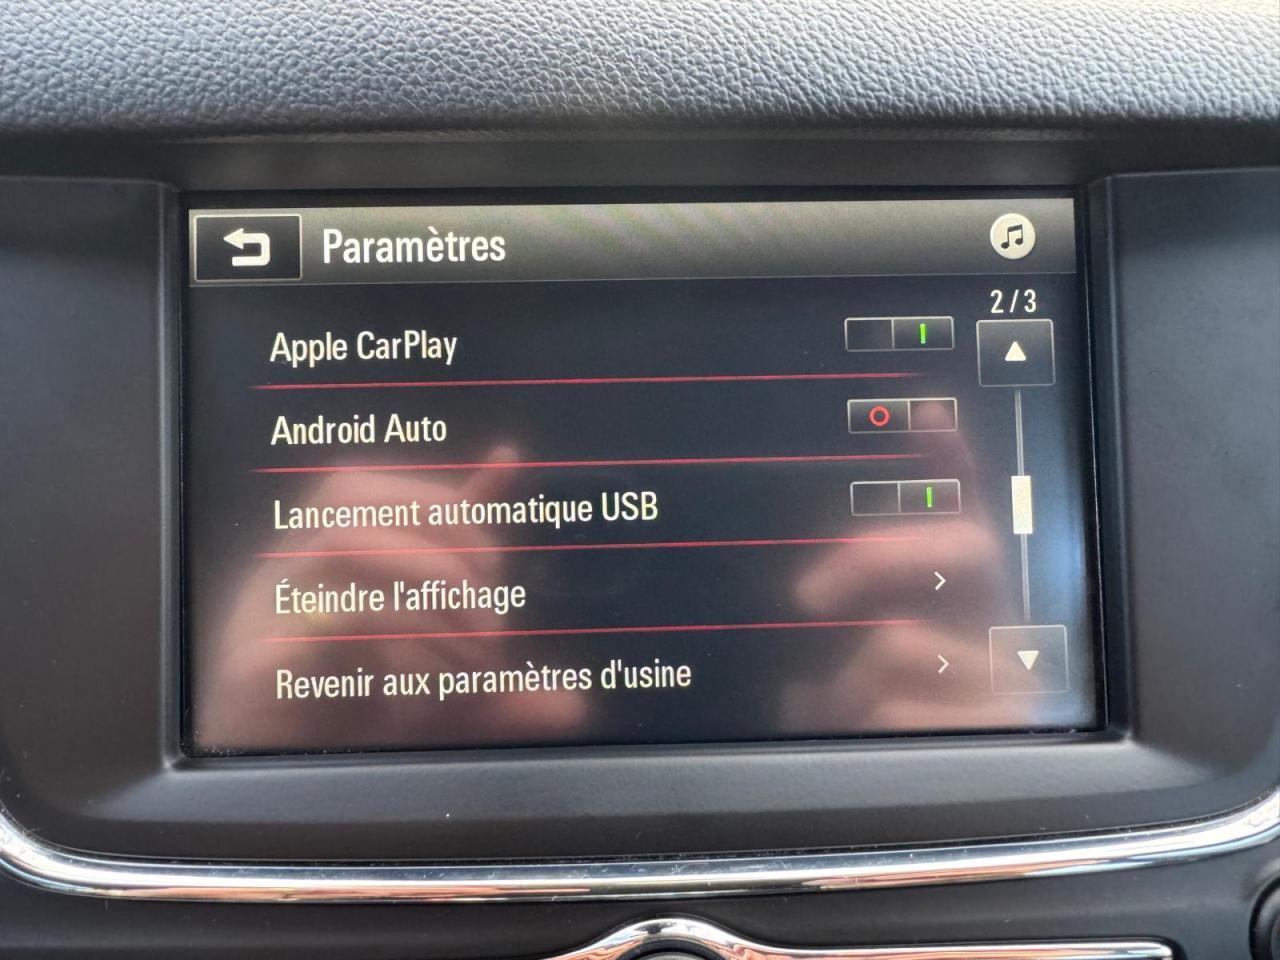 Paramètres
2/3
Apple CarPlay
Android Auto
Lancement automatique USB
Éteindre l'affichage
Revenir aux paramètres d'usine